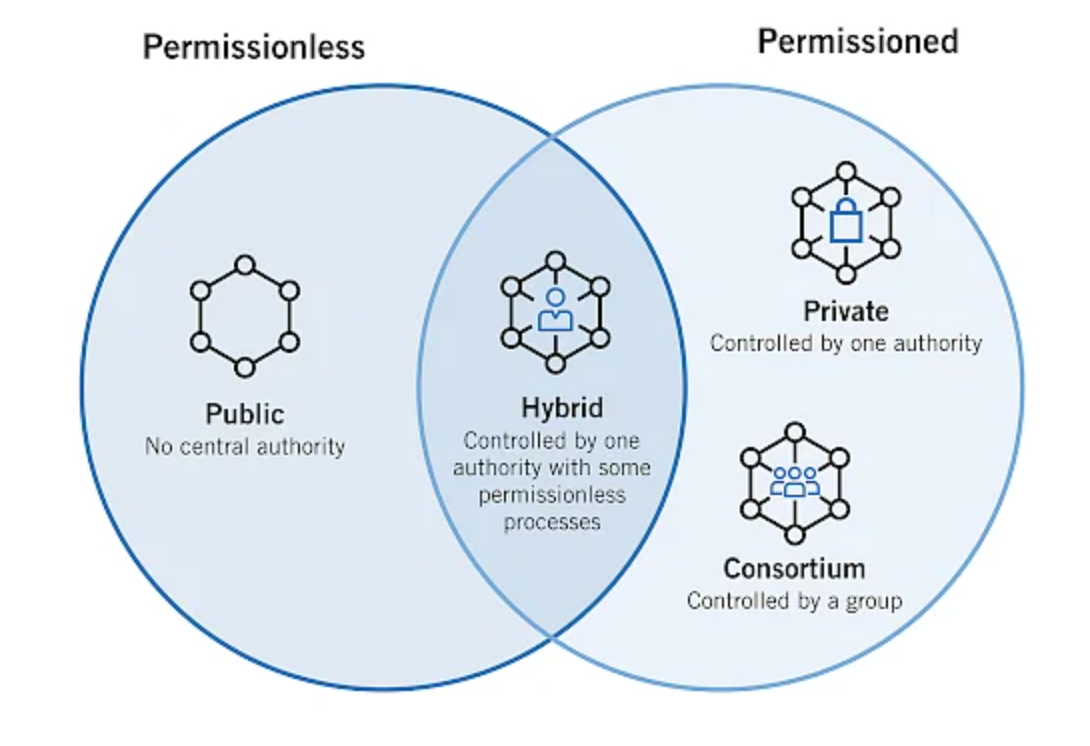 Permissionless
Permissioned
Public
No central authority
Hybrid
Controlled by one
authority with some
permissionless
processes
Private
Controlled by one authority
Consortium
Controlled by a group